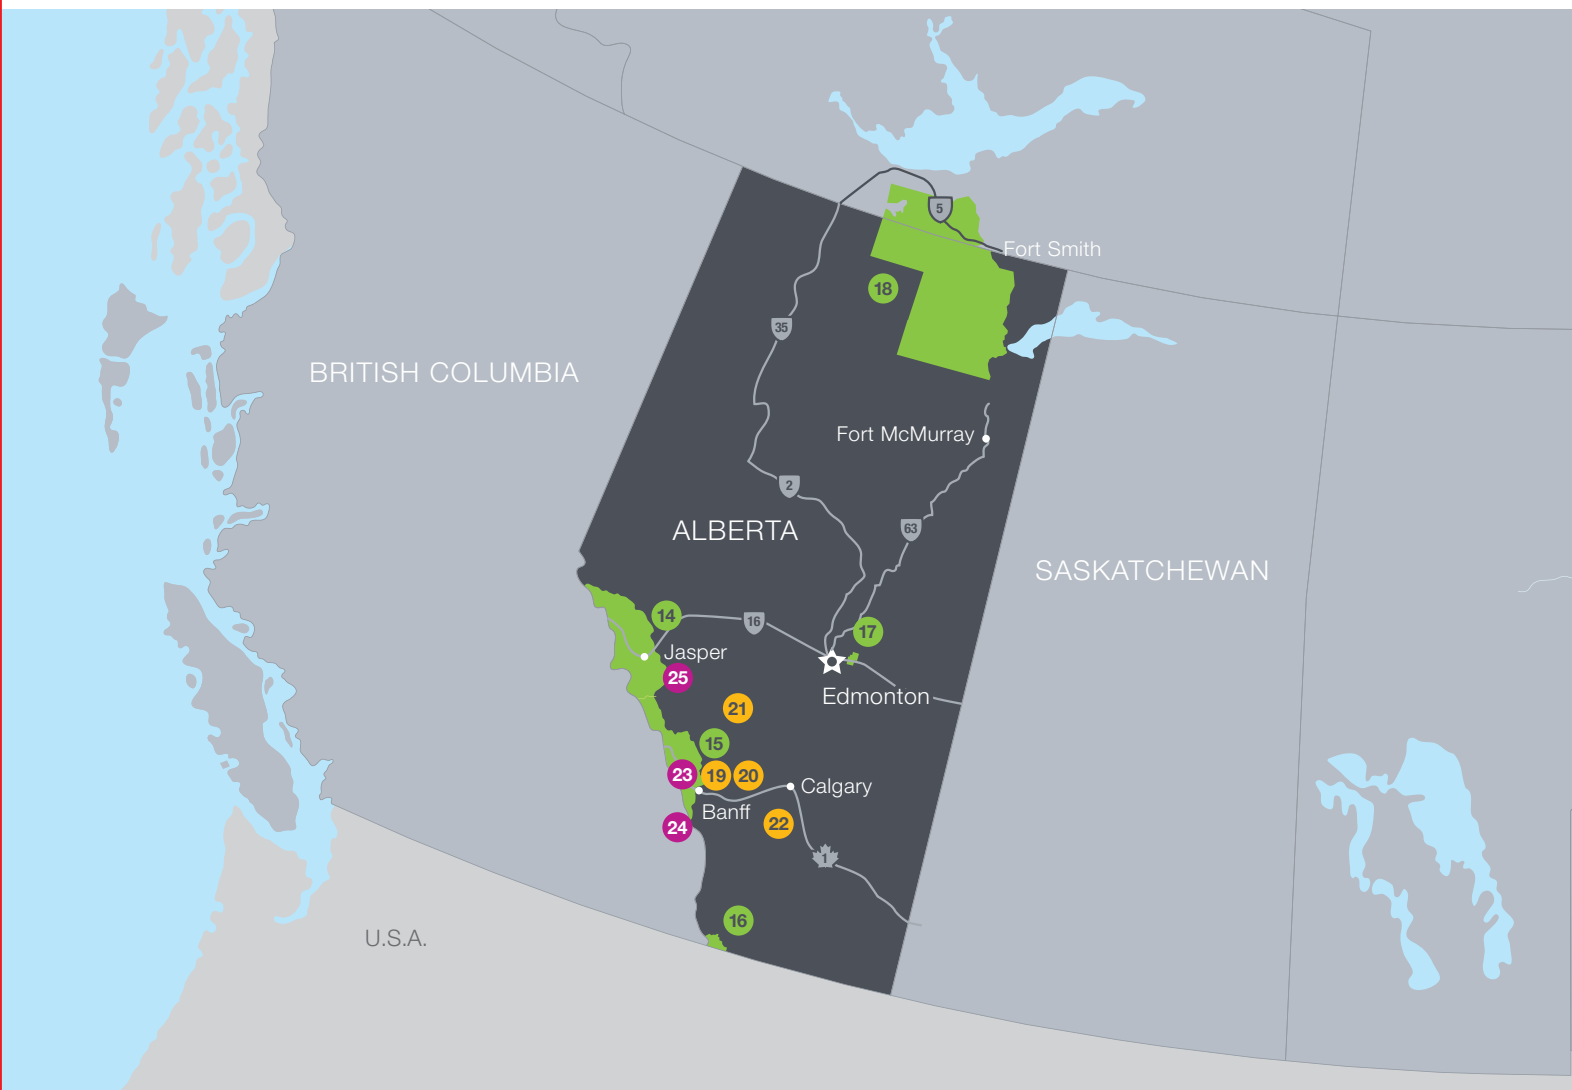 5
Fort Smith
18
35
BRITISH COLUMBIA
Fort McMurray
2
63
ALBERTA
SASKATCHEWAN
14
16
17
Jasper
25
Edmonton
21
15
23
19
20
Calgary
Banff
24
22
1
16
U.S.A.